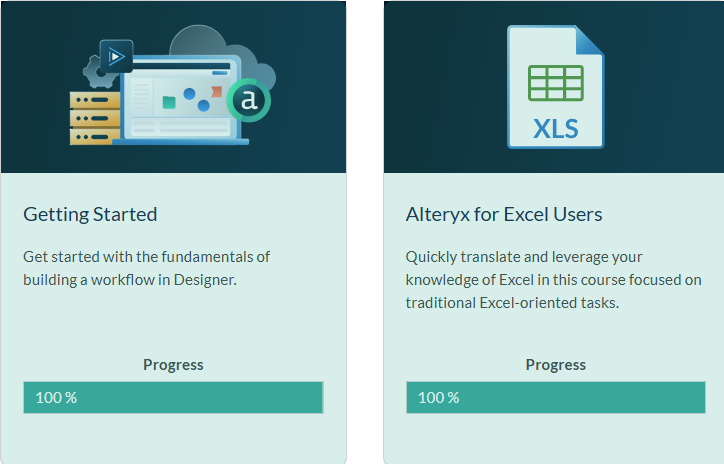 a
XLS
Getting Started
Get started with the fundamentals of
building a workflow in Designer.
Progress
100 %
Alteryx for Excel Users
Quickly translate and leverage your
knowledge of Excel in this course focused on
traditional Excel-oriented tasks.
Progress
100 %